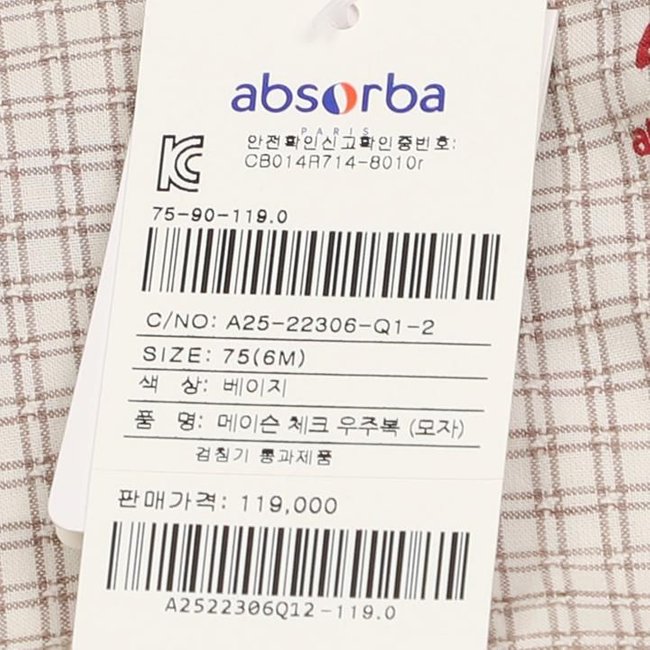 absorba
PARIS
안전확인신고확인증번호:
CB014R714-8010r
75-90-119.0
C/NO: A25-22306-Q1-2
SIZE: 75(6M)
색 상: 베이지
품 명: 메이슨 체크 우주복 (모자)
검침기 통과제품
판매가격: 119,000
A2522306Q12-119.0